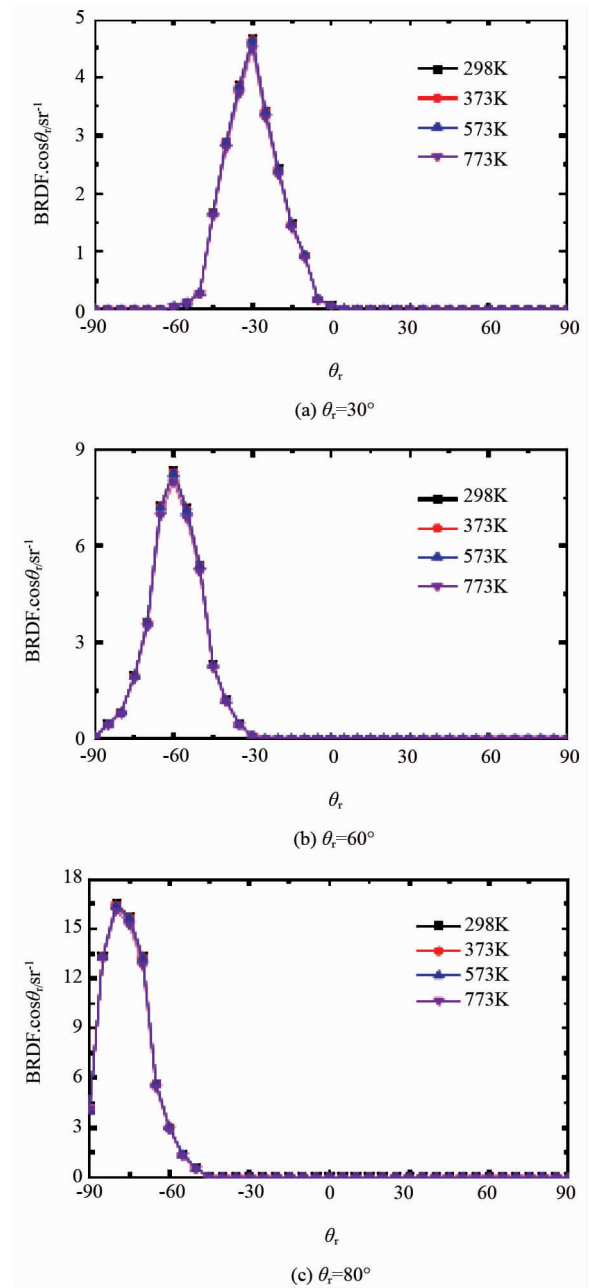 5
4
3
2
1
0
BRDF.cosθr/sr-1
298K
373K
573K
773K
-90 -60 -30 0 30 60 90
θr
(a) θr=30°
9
6
3
0
BRDF.cosθr/sr-1
298K
373K
573K
773K
-90 -60 -30 0 30 60 90
θr
(b) θr=60°
18
15
12
9
6
3
0
BRDF.cosθr/sr-1
298K
373K
573K
773K
-90 -60 -30 0 30 60 90
θr
(c) θr=80°